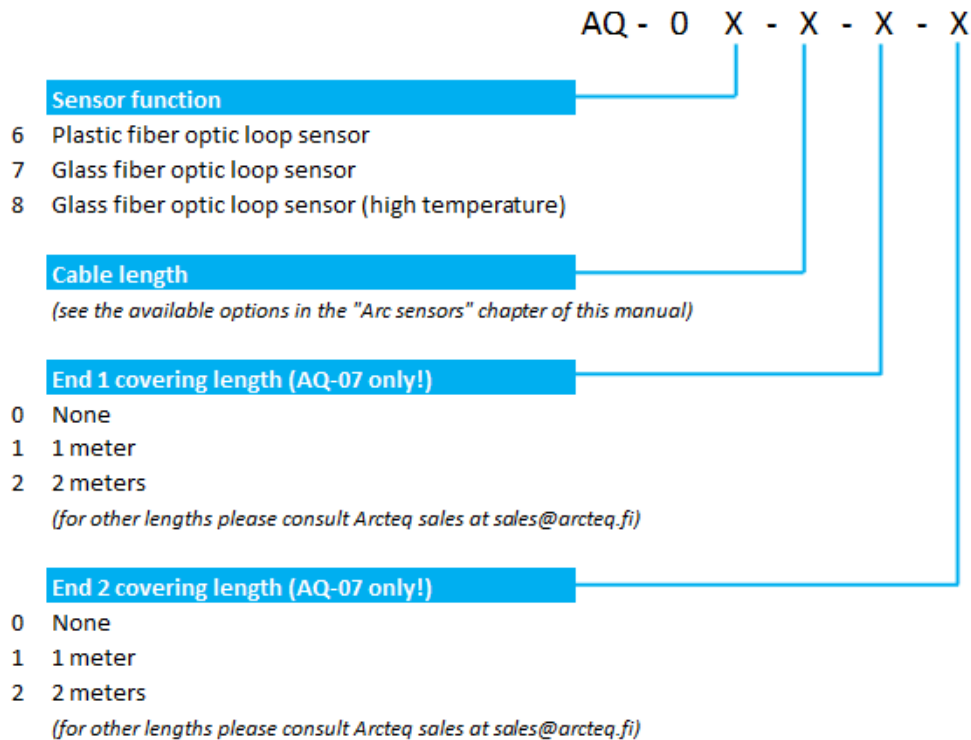 AQ - 0 X - X - X - X
Sensor function
6 Plastic fiber optic loop sensor
7 Glass fiber optic loop sensor
8 Glass fiber optic loop sensor (high temperature)
Cable length
(see the available options in the "Arc sensors" chapter of this manual)
End 1 covering length (AQ-07 only!)
0 None
1 1 meter
2 2 meters
(for other lengths please consult Arcteq sales at sales@arcteq.fi)
End 2 covering length (AQ-07 only!)
0 None
1 1 meter
2 2 meters
(for other lengths please consult Arcteq sales at sales@arcteq.fi)